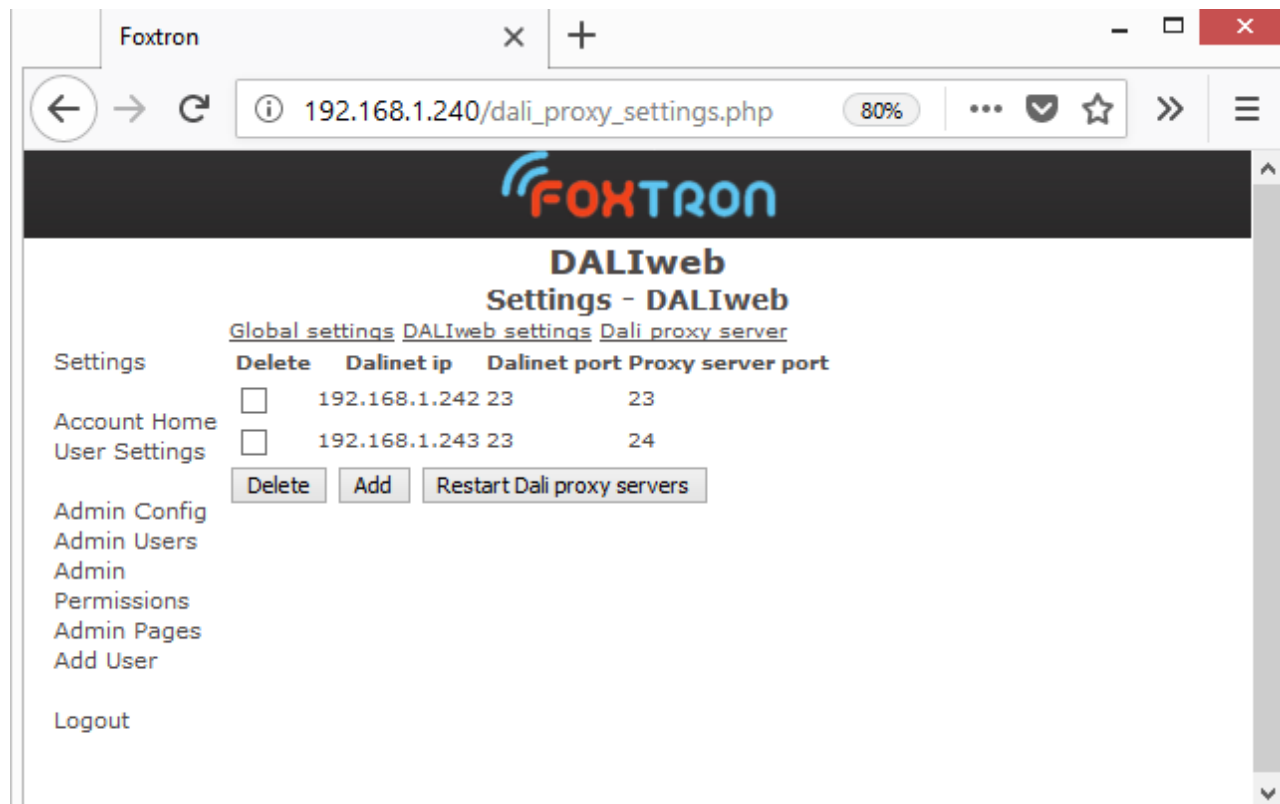 Foxtron
192.168.1.240/dali_proxy_settings.php 80%
FOXTRON
DALIweb
Settings - DALIweb
Global settings DALIweb settings Dali proxy server
Settings
Delete Dalinet ip Dalinet port Proxy server port
192.168.1.242 23 23
192.168.1.243 23 24
Delete Add Restart Dali proxy servers
Account Home
User Settings
Admin Config
Admin Users
Admin
Permissions
Admin Pages
Add User
Logout